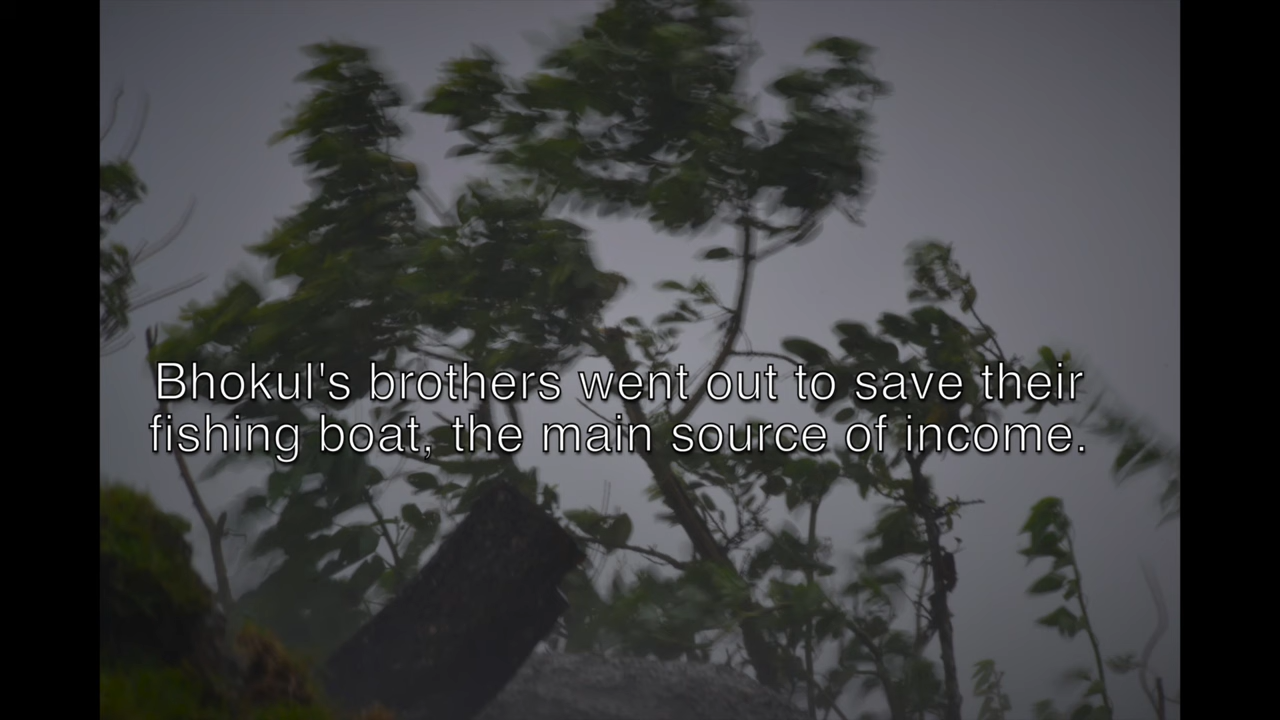 Bhokul's brothers went out to save their
fishing boat, the main source of income.